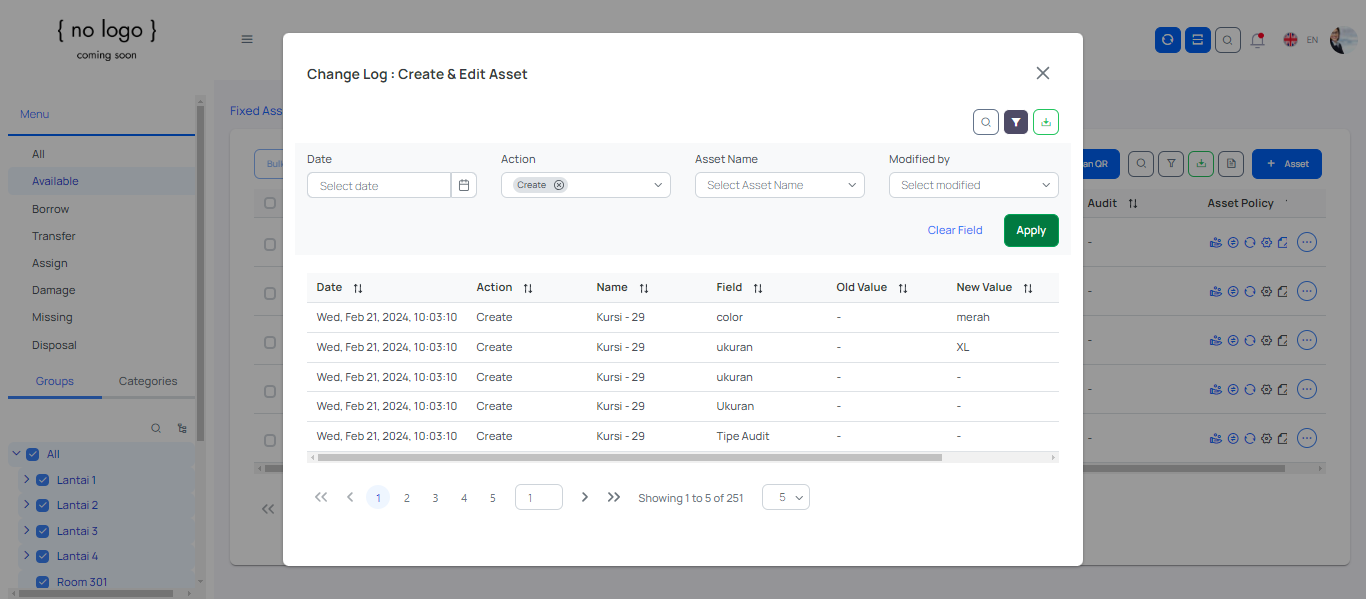 { no logo }
coming soon
EN
Menu
All
Available
Borrow
Transfer
Assign
Damage
Missing
Disposal
Groups
Categories
All
Lantai 1
Lantai 2
Lantai 3
Lantai 4
Room 301
Fixed Ass
Bulk
an QR
+ Asset
Audit
Asset Policy
-
-
-
-
-
Change Log : Create & Edit Asset
Date
Action
Asset Name
Modified by
Select date
Create
Select Asset Name
Select modified
Clear Field
Apply
Date Action Name Field Old Value New Value
Wed, Feb 21, 2024, 10:03:10 Create Kursi - 29 color - merah
Wed, Feb 21, 2024, 10:03:10 Create Kursi - 29 ukuran - XL
Wed, Feb 21, 2024, 10:03:10 Create Kursi - 29 ukuran - -
Wed, Feb 21, 2024, 10:03:10 Create Kursi - 29 Ukuran - -
Wed, Feb 21, 2024, 10:03:10 Create Kursi - 29 Tipe Audit - -
1 2 3 4 5 1 Showing 1 to 5 of 251 5